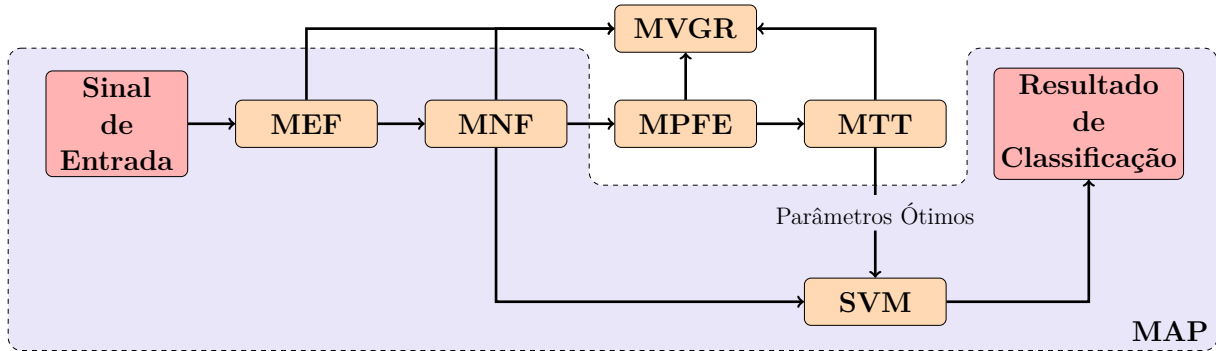 MVGR
Sinal
de
Entrada
MEF
MNF
MPFE
MTT
Resultado
de
Classificação
Parâmetros Ótimos
SVM
MAP